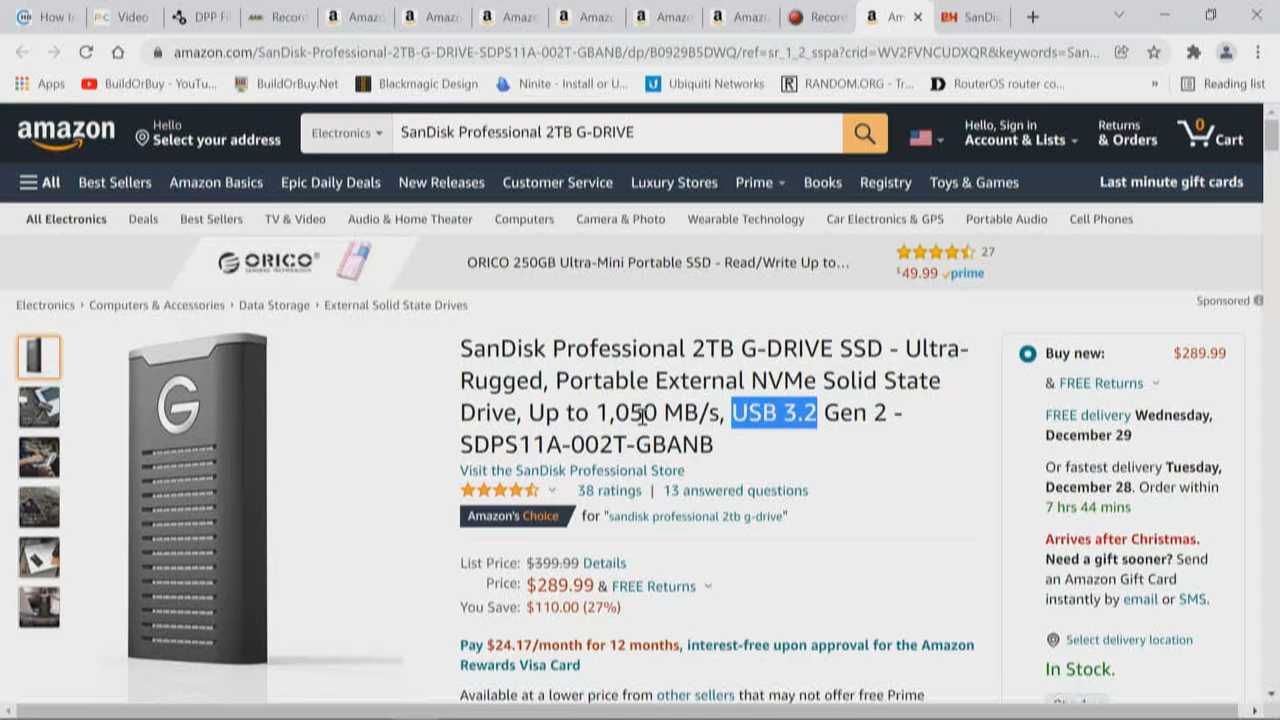 How t
Video
DPP Fi
Recor
Amaz
Amaz
Amaz
Amaz
Amaz
Amaz
Record
Am
SanDis
amazon.com/SanDisk-Professional-2TB-G-DRIVE-SDPS11A-002T-GBANB/dp/B0929B5DWQ/ref=sr_1_2_sspa?crid=WV2FVNCUDXQR&keywords=San...
Apps
BuildOrBuy - YouTu...
BuildOrBuy.Net
Blackmagic Design
Ninite - Install or U...
Ubiquiti Networks
RANDOM.ORG - Tr...
RouterOS router co...
»
Reading list
amazon
Hello
Select your address
Electronics
SanDisk Professional 2TB G-DRIVE
Hello, Sign in
Account & Lists
Returns
& Orders
0
Cart
All
Best Sellers
Amazon Basics
Epic Daily Deals
New Releases
Customer Service
Luxury Stores
Prime
Books
Registry
Toys & Games
Last minute gift cards
All Electronics
Deals
Best Sellers
TV & Video
Audio & Home Theater
Computers
Camera & Photo
Wearable Technology
Car Electronics & GPS
Portable Audio
Cell Phones
ORICO
ORICO 250GB Ultra-Mini Portable SSD - Read/Write Up to...
27
$49.99 prime
Sponsored
Electronics › Computers & Accessories › Data Storage › External Solid State Drives
G
SanDisk Professional 2TB G-DRIVE SSD - Ultra-
Rugged, Portable External NVMe Solid State
Drive, Up to 1,050 MB/s, USB 3.2 Gen 2 -
SDPS11A-002T-GBANB
Visit the SanDisk Professional Store
38 ratings | 13 answered questions
Amazon's Choice for "sandisk professional 2tb g-drive"
List Price: $399.99 Details
Price: $289.99 & FREE Returns
You Save: $110.00 (27%)
Pay $24.17/month for 12 months, interest-free upon approval for the Amazon
Rewards Visa Card
Available at a lower price from other sellers that may not offer free Prime
Buy new: $289.99
& FREE Returns
FREE delivery Wednesday,
December 29
Or fastest delivery Tuesday,
December 28. Order within
7 hrs 44 mins
Arrives after Christmas.
Need a gift sooner? Send
an Amazon Gift Card
instantly by email or SMS.
Select delivery location
In Stock.